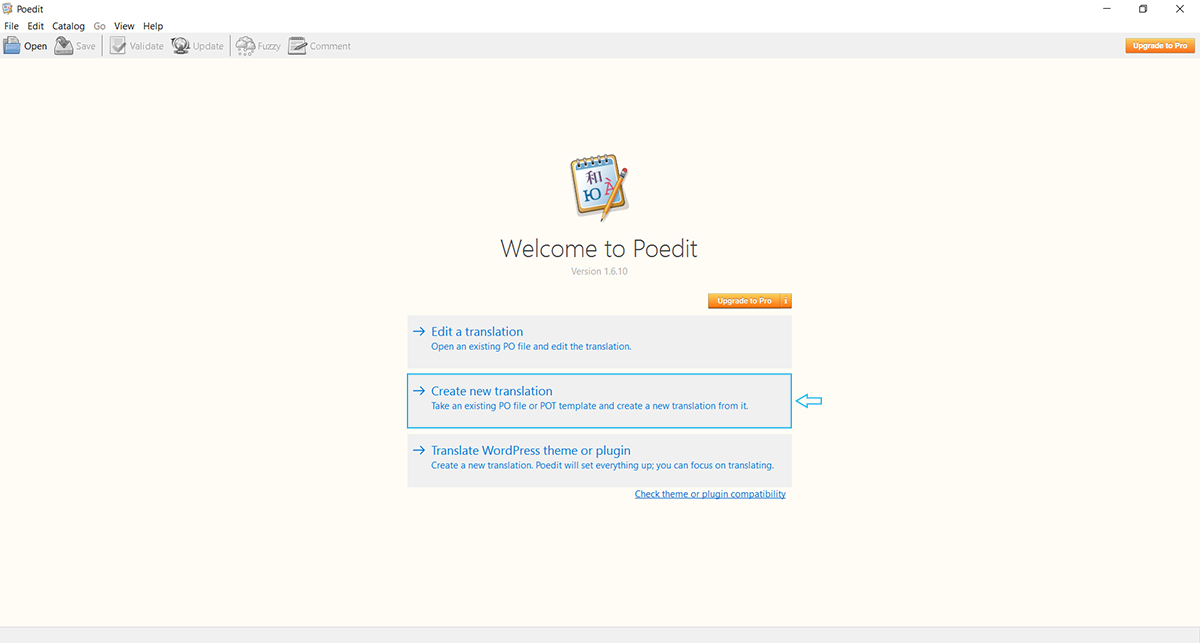 Poedit
File Edit Catalog Go View Help
Open Save Validate Update Fuzzy Comment Upgrade to Pro
和
Ю À
Welcome to Poedit
Version 1.6.10
Upgrade to Pro i
Edit a translation
Open an existing PO file and edit the translation.
Create new translation
Take an existing PO file or POT template and create a new translation from it.
Translate WordPress theme or plugin
Create a new translation. Poedit will set everything up; you can focus on translating.
Check theme or plugin compatibility